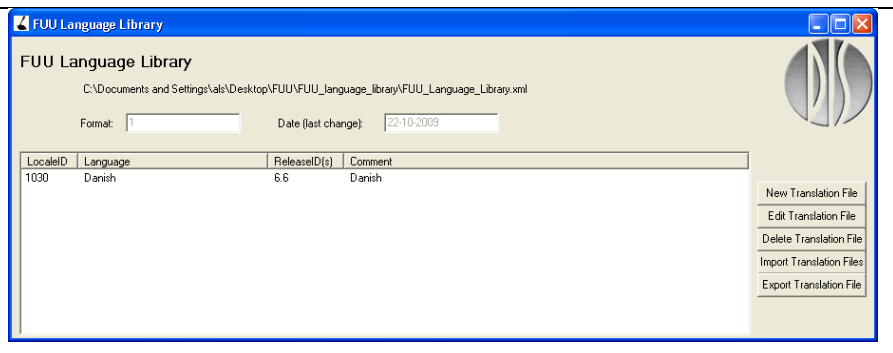 FUU Language Library
FUU Language Library
C:\Documents and Settings\als\Desktop\FUU\FUU_language_library\FUU_Language_Library.xml
Format: 1 Date (last change): 22-10-2009
LocaleID Language ReleaseID(s) Comment
1030 Danish 6.6 Danish
New Translation File
Edit Translation File
Delete Translation File
Import Translation Files
Export Translation File